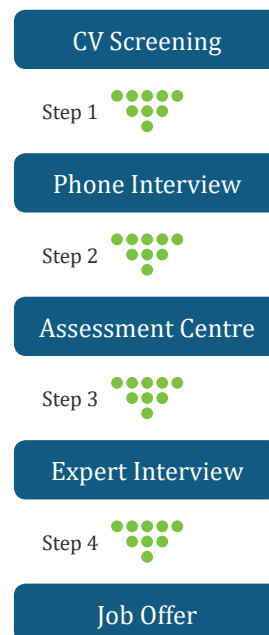 CV Screening
Step 1
Phone Interview
Step 2
Assessment Centre
Step 3
Expert Interview
Step 4
Job Offer